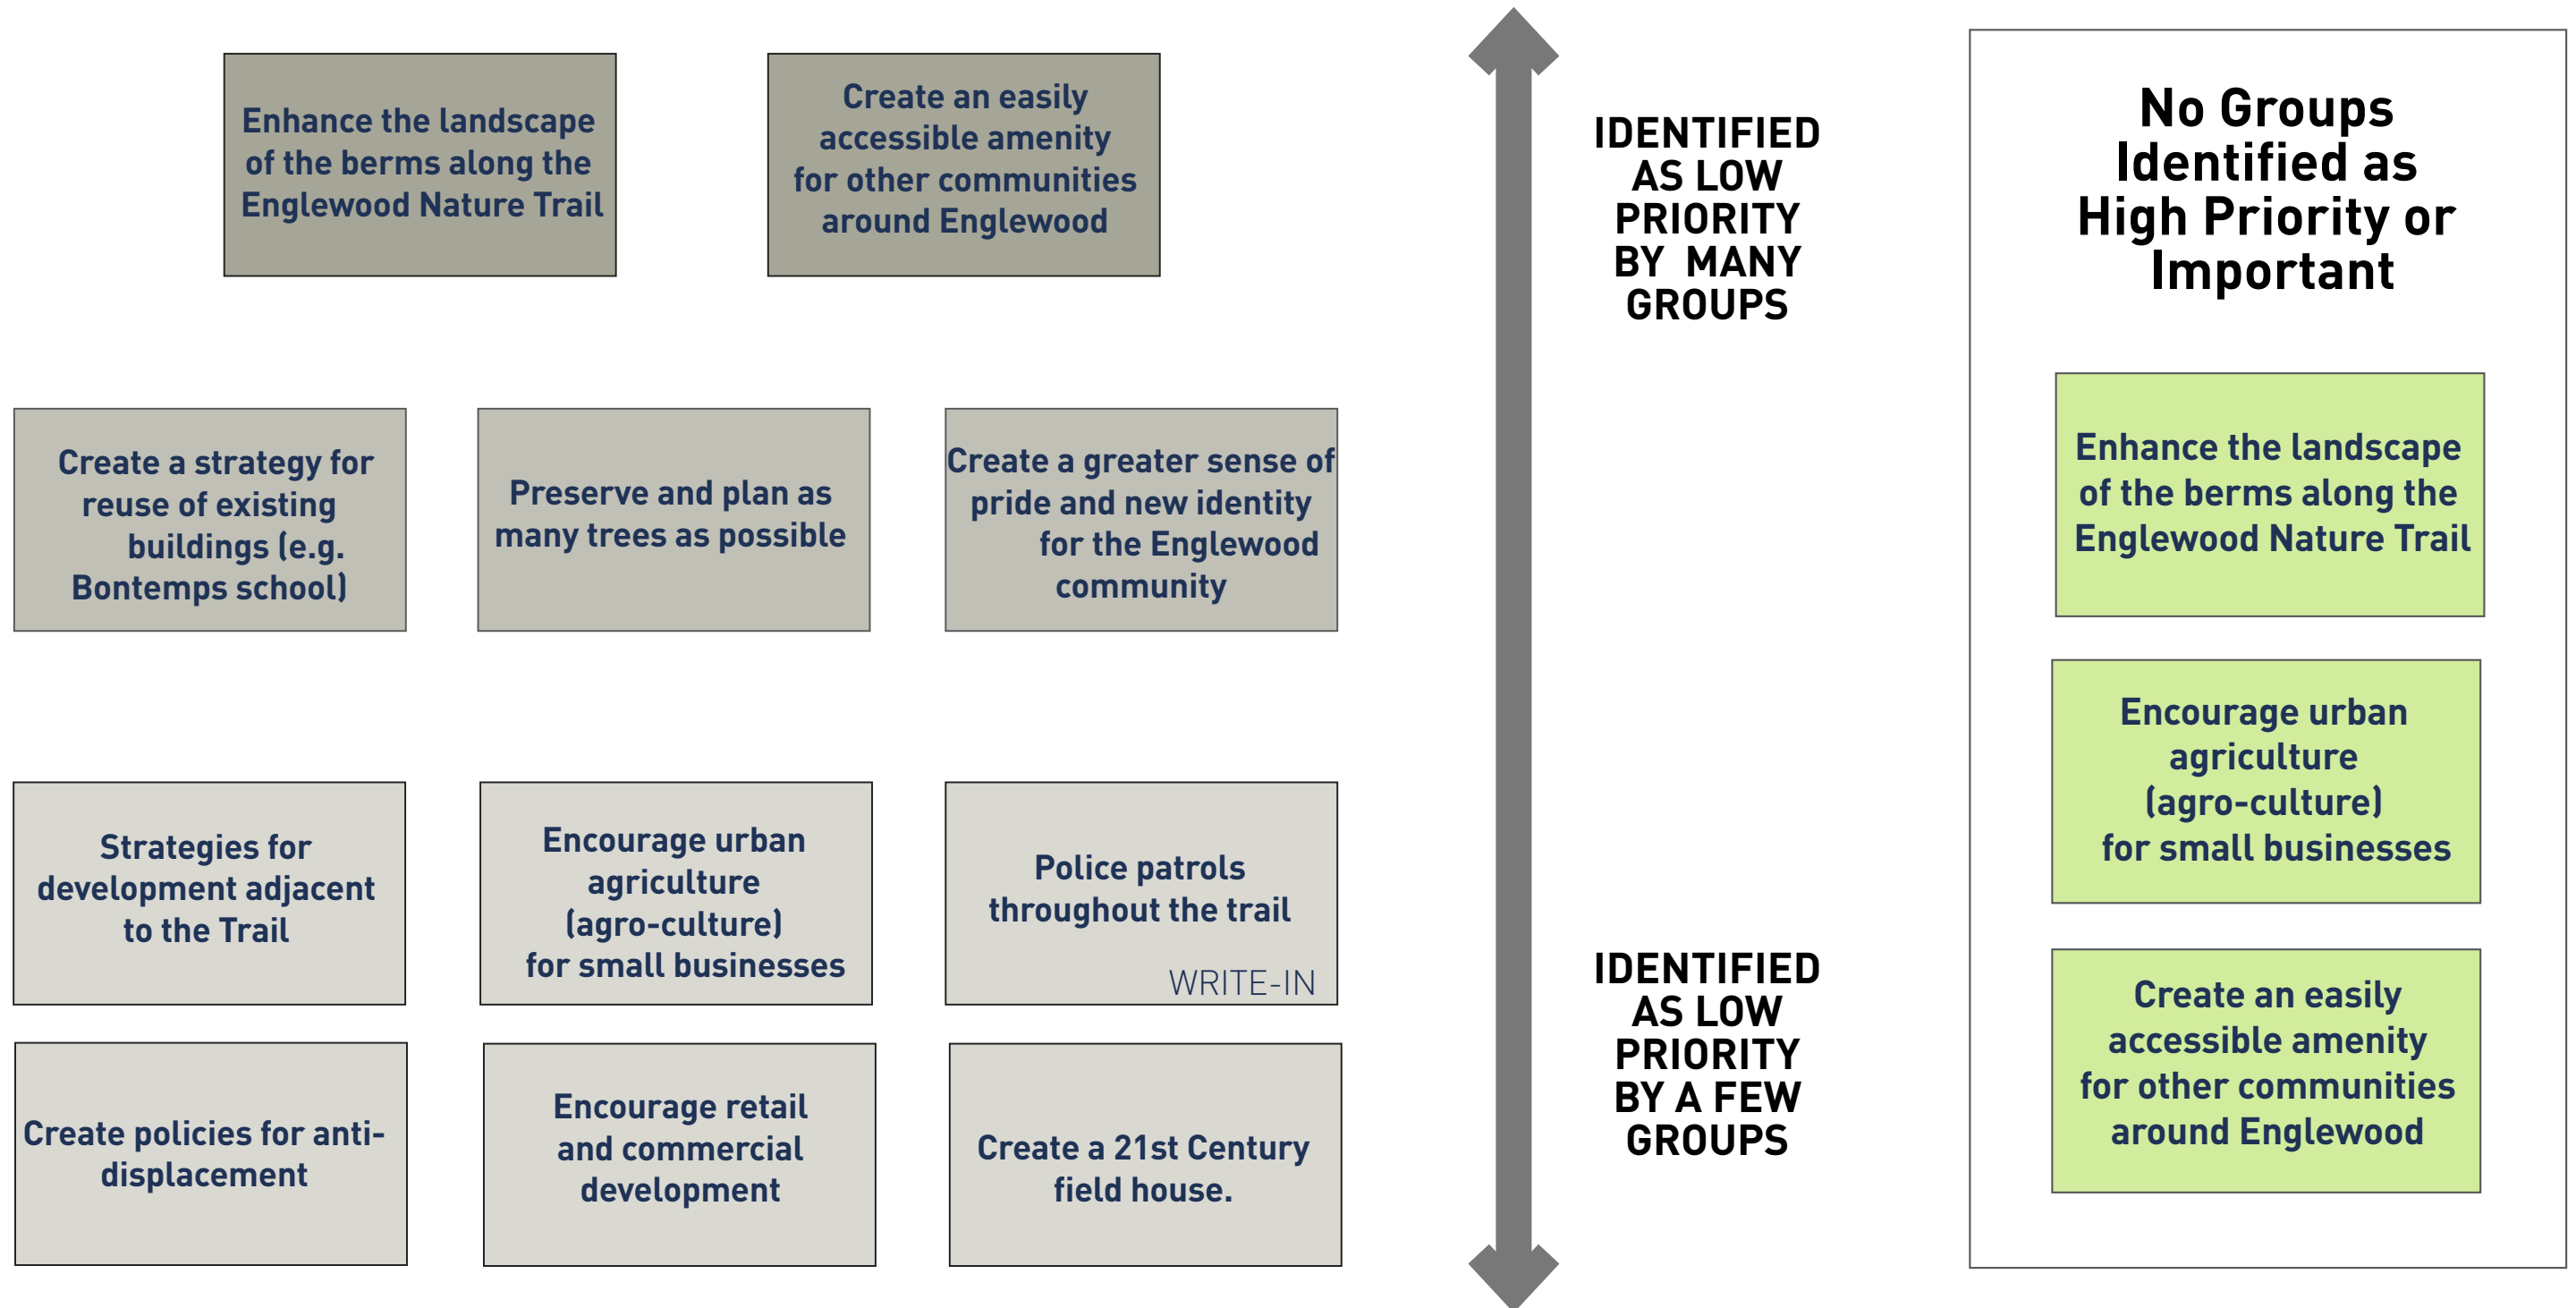 Enhance the landscape
of the berms along the
Englewood Nature Trail
Create an easily
accessible amenity
for other communities
around Englewood
Create a strategy for
reuse of existing
buildings (e.g.
Bontemps school)
Preserve and plan as
many trees as possible
Create a greater sense of
pride and new identity
for the Englewood
community
Strategies for
development adjacent
to the Trail
Encourage urban
agriculture
(agro-culture)
for small businesses
Police patrols
throughout the trail
WRITE-IN
Create policies for anti-
displacement
Encourage retail
and commercial
development
Create a 21st Century
field house.
IDENTIFIED
AS LOW
PRIORITY
BY MANY
GROUPS
IDENTIFIED
AS LOW
PRIORITY
BY A FEW
GROUPS
No Groups
Identified as
High Priority or
Important
Enhance the landscape
of the berms along the
Englewood Nature Trail
Encourage urban
agriculture
(agro-culture)
for small businesses
Create an easily
accessible amenity
for other communities
around Englewood